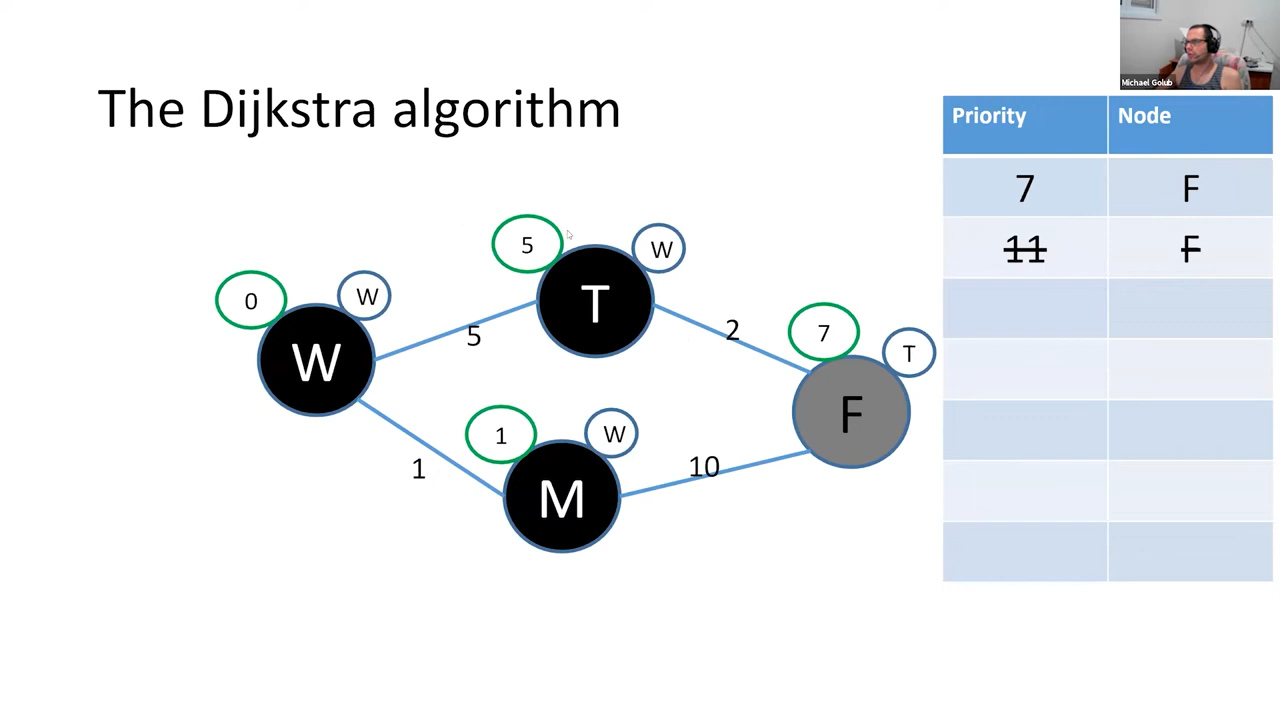 Michael Golub
The Dijkstra algorithm
Priority Node
7 F
11 F
5 W
T
0 W
W
5
2
7 T
F
1 W
M
1
10